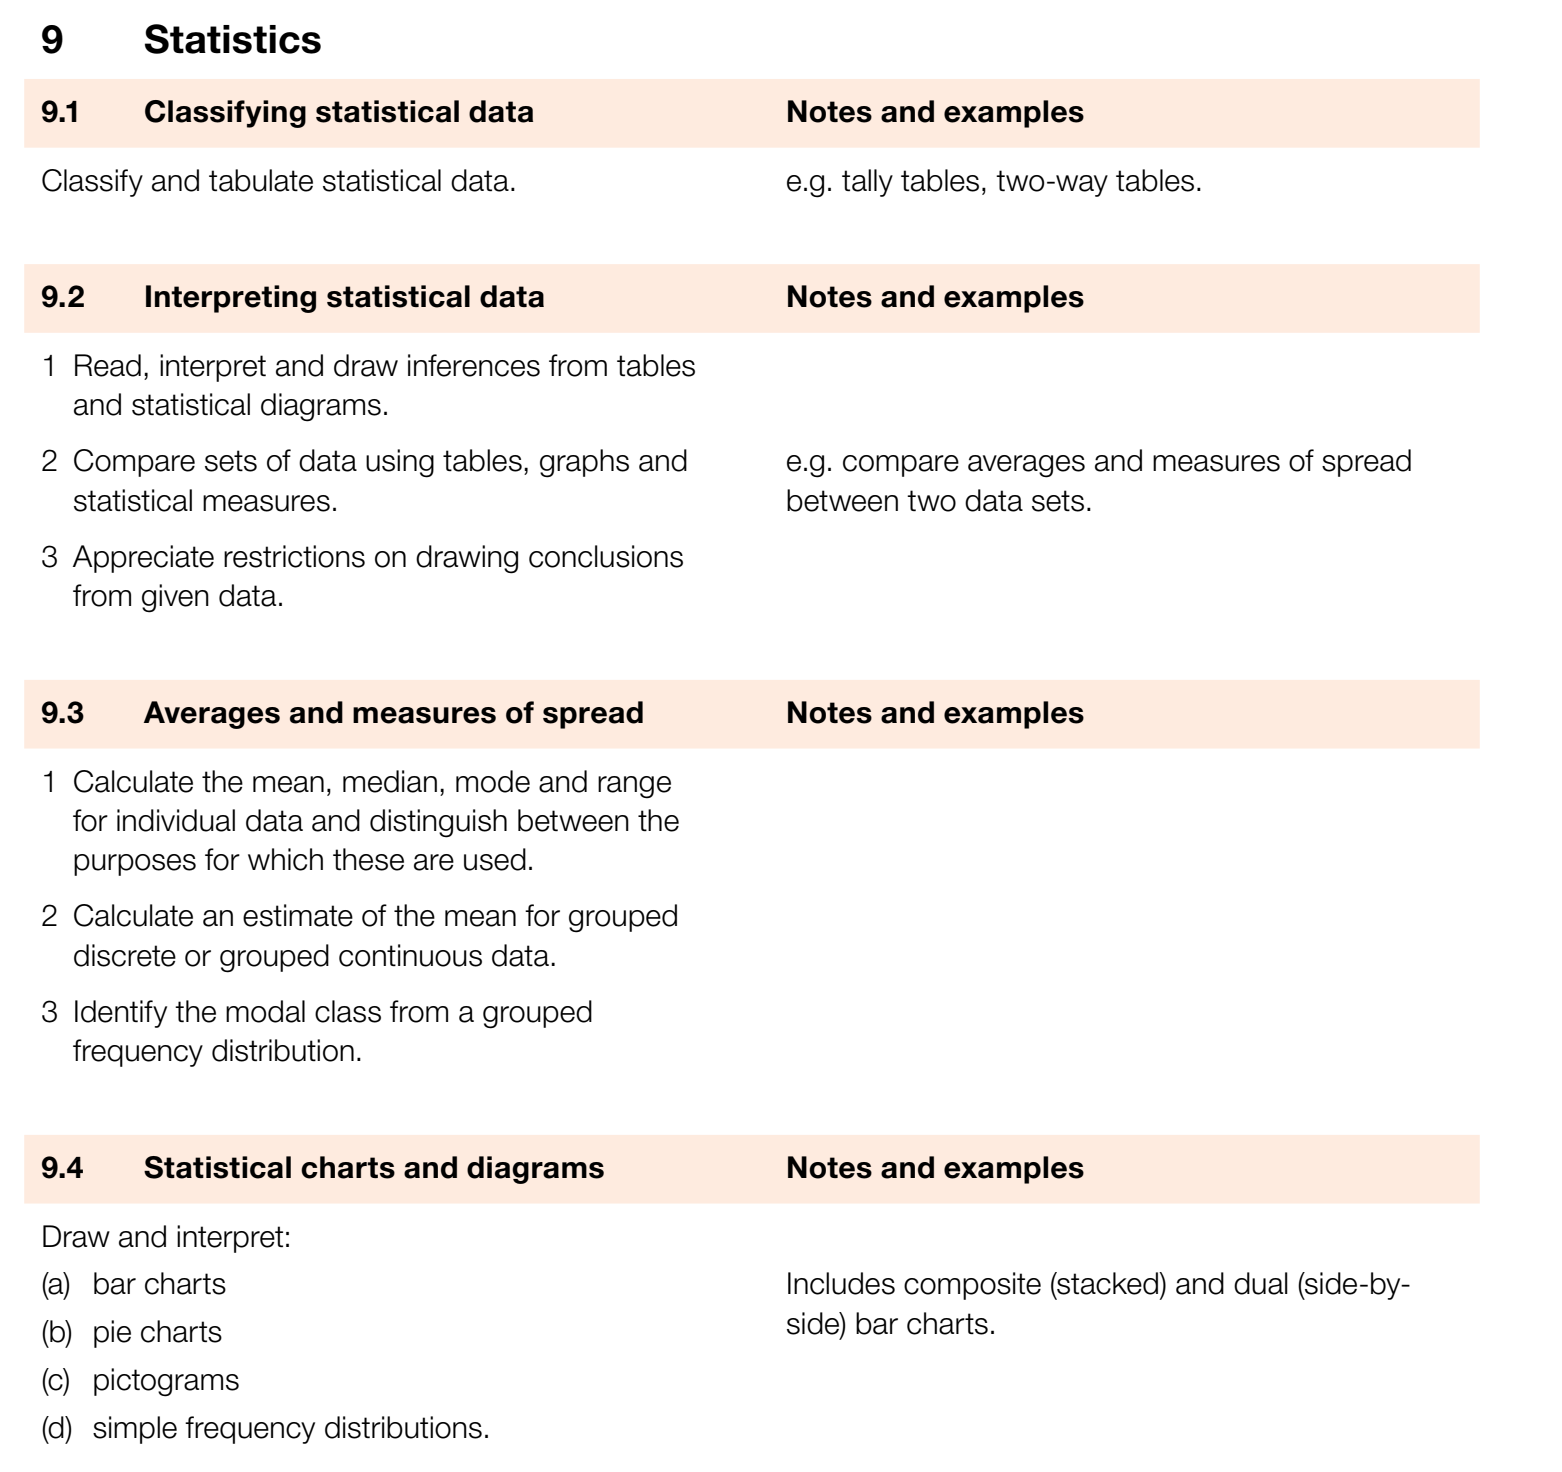 9 Statistics
9.1 Classifying statistical data Notes and examples
Classify and tabulate statistical data. e.g. tally tables, two-way tables.
9.2 Interpreting statistical data Notes and examples
1 Read, interpret and draw inferences from tables
and statistical diagrams.
2 Compare sets of data using tables, graphs and
statistical measures.
e.g. compare averages and measures of spread
between two data sets.
3 Appreciate restrictions on drawing conclusions
from given data.
9.3 Averages and measures of spread Notes and examples
1 Calculate the mean, median, mode and range
for individual data and distinguish between the
purposes for which these are used.
2 Calculate an estimate of the mean for grouped
discrete or grouped continuous data.
3 Identify the modal class from a grouped
frequency distribution.
9.4 Statistical charts and diagrams Notes and examples
Draw and interpret:
(a) bar charts
(b) pie charts
(c) pictograms
(d) simple frequency distributions.
Includes composite (stacked) and dual (side-by-
side) bar charts.